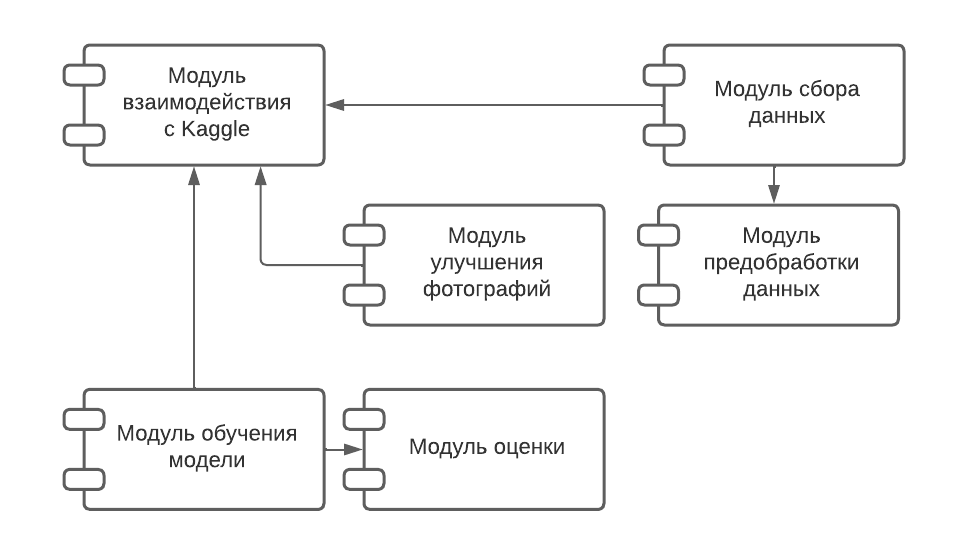 Модуль
взаимодействия
с Kaggle
Модуль сбора
данных
Модуль
улучшения
фотографий
Модуль
предобработки
данных
Модуль обучения
модели
Модуль оценки